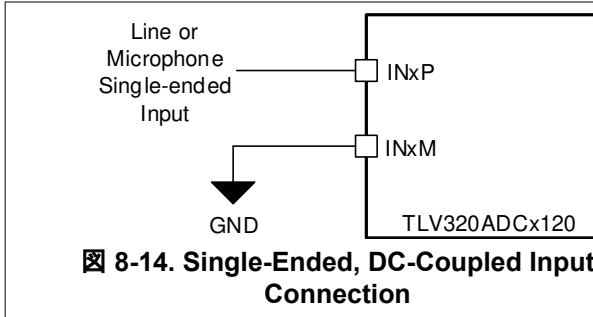 Line or
Microphone
Single-ended
Input
INxP
INxM
GND
TLV320ADCx120
図 8-14. Single-Ended, DC-Coupled Input
Connection